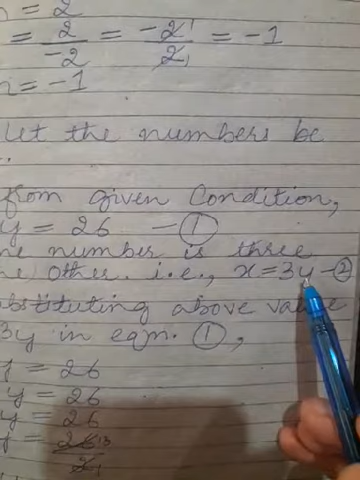 = 2
= 2/-2 = -2/2 = -1
= -1
let the numbers be
from given Condition,
y = 26 — ①
number is three
other. i.e., x = 3y — ②
above value
3y in eqn. ①,
= 26
y = 26
y = 26
= 26 13/2 1